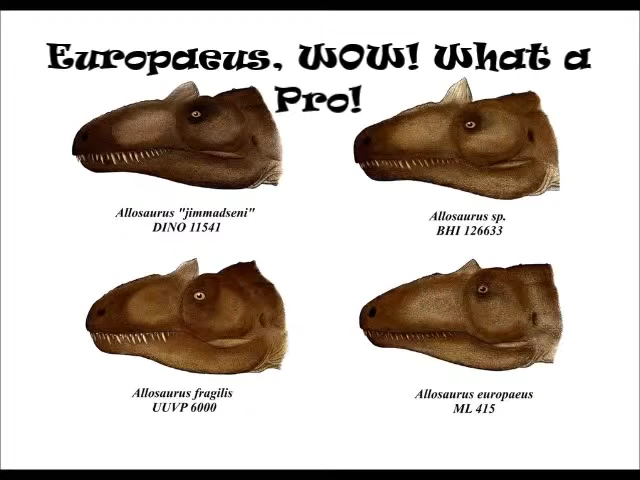 Europaeus, WOW! What a
Pro!
Allosaurus "jimmadseni"
DINO 11541
Allosaurus sp.
BHI 126633
Allosaurus fragilis
UUVP 6000
Allosaurus europaeus
ML 415